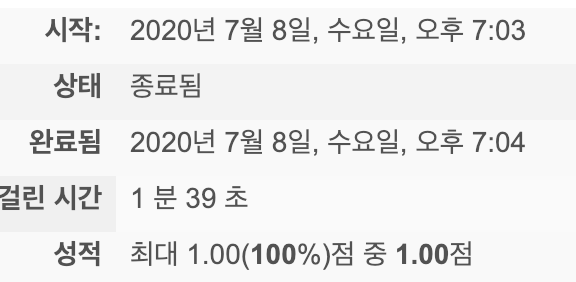 시작: 2020년 7월 8일, 수요일, 오후 7:03
상태 종료됨
완료됨 2020년 7월 8일, 수요일, 오후 7:04
걸린 시간 1 분 39 초
성적 최대 1.00(100%)점 중 1.00점